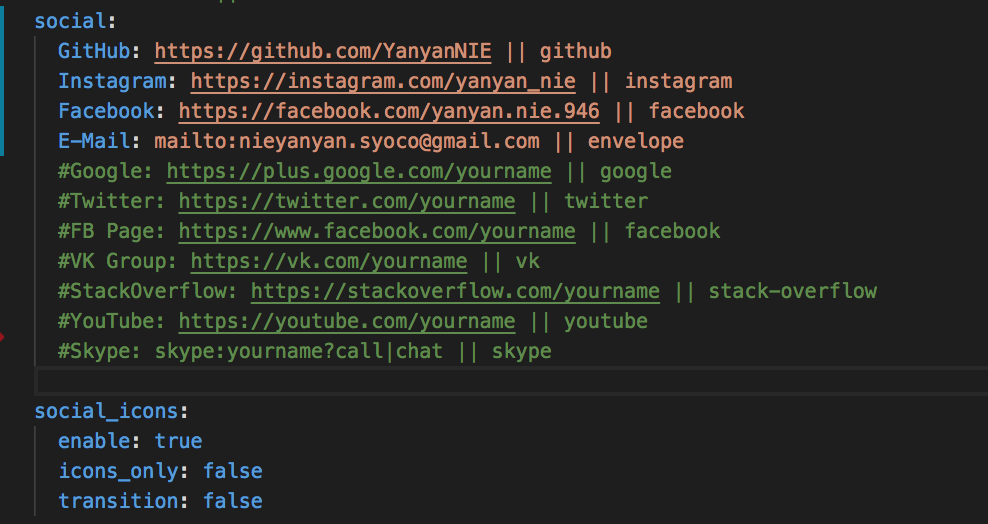 social:
GitHub: https://github.com/YanyanNIE || github
Instagram: https://instagram.com/yanyan_nie || instagram
Facebook: https://facebook.com/yanyan.nie.946 || facebook
E-Mail: mailto:nieyanyan.syoco@gmail.com || envelope
#Google: https://plus.google.com/yourname || google
#Twitter: https://twitter.com/yourname || twitter
#FB Page: https://www.facebook.com/yourname || facebook
#VK Group: https://vk.com/yourname || vk
#StackOverflow: https://stackoverflow.com/yourname || stack-overflow
#YouTube: https://youtube.com/yourname || youtube
#Skype: skype:yourname?call|chat || skype
social_icons:
enable: true
icons_only: false
transition: false